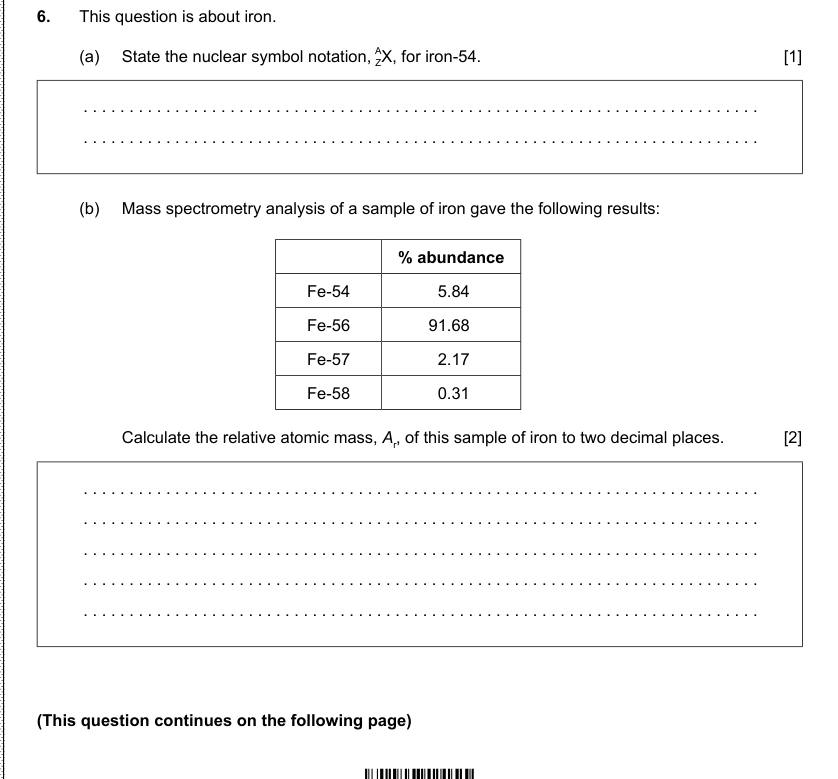 6. This question is about iron.
(a) State the nuclear symbol notation, ᴬ_ZX, for iron-54. [1]
(b) Mass spectrometry analysis of a sample of iron gave the following results:
% abundance
Fe-54 5.84
Fe-56 91.68
Fe-57 2.17
Fe-58 0.31
Calculate the relative atomic mass, Aᵣ, of this sample of iron to two decimal places. [2]
(This question continues on the following page)